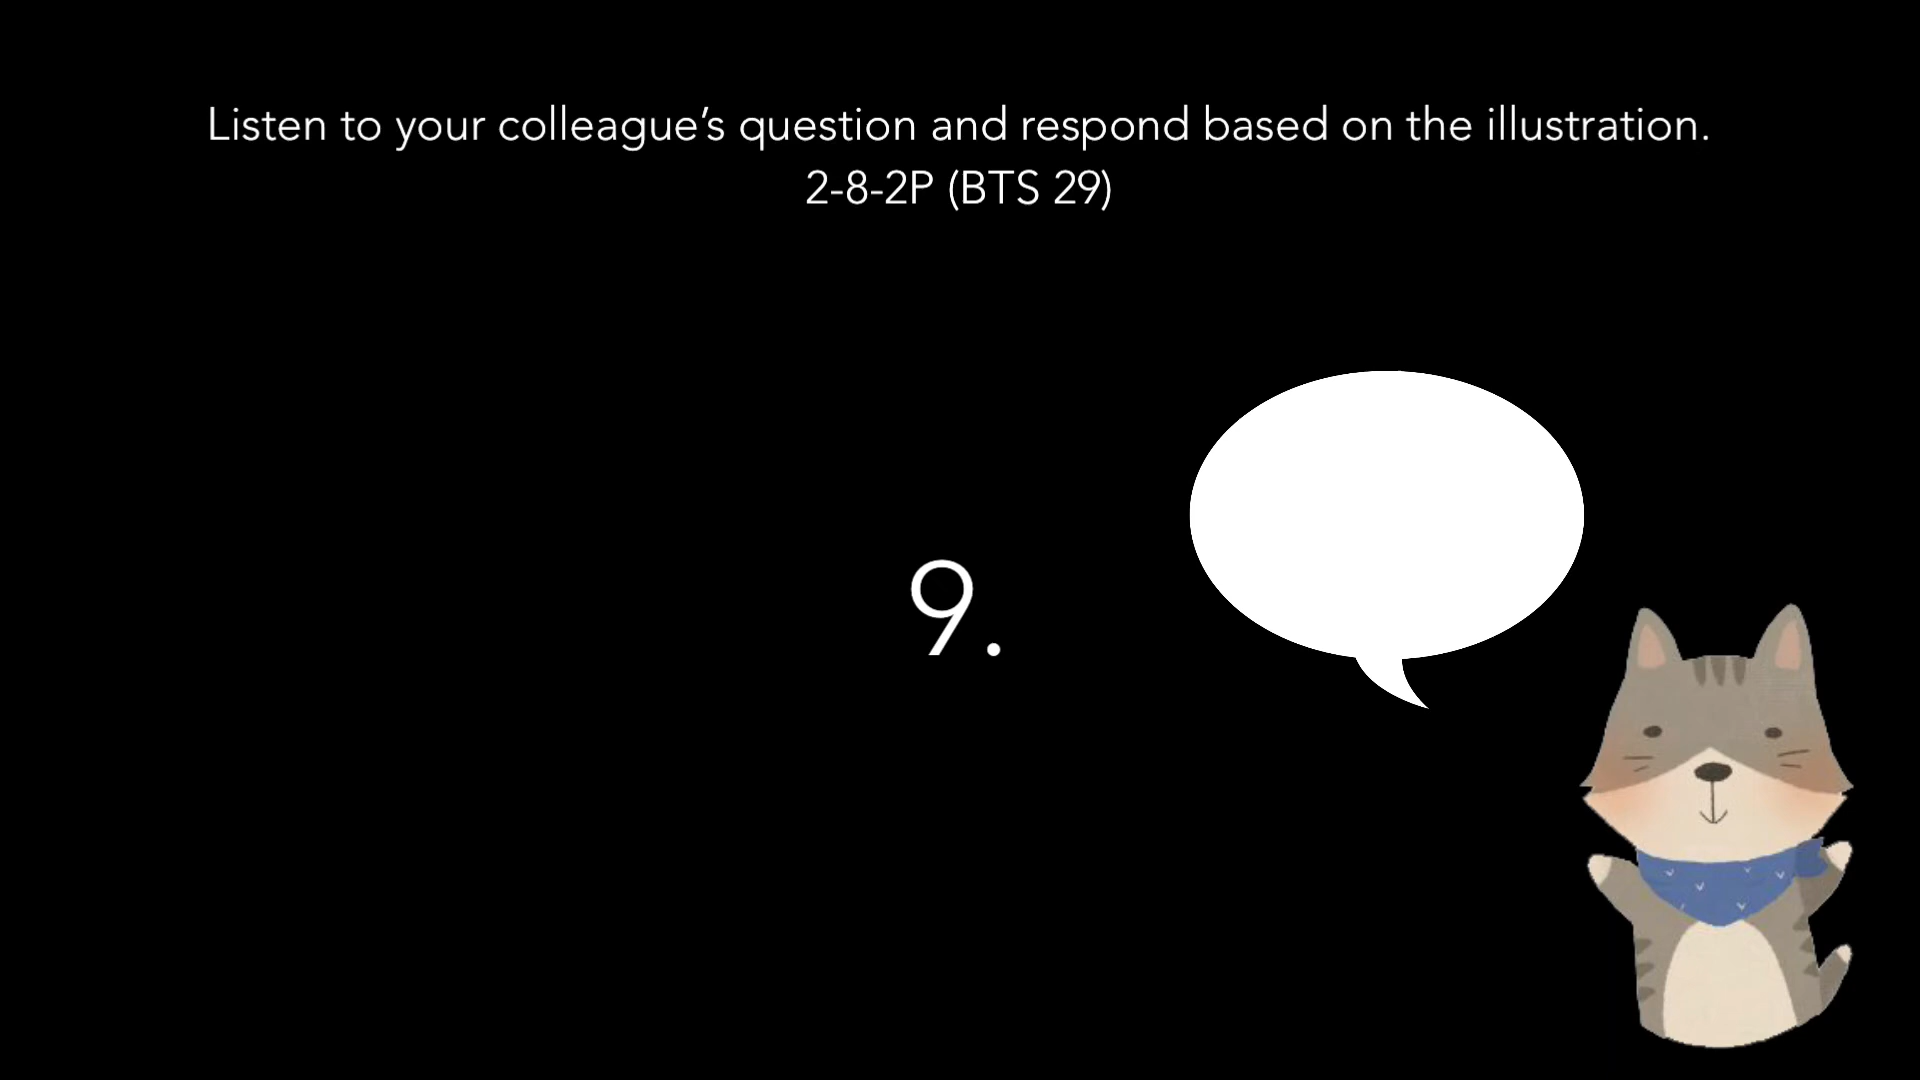 Listen to your colleague’s question and respond based on the illustration.
2-8-2P (BTS 29)
9.